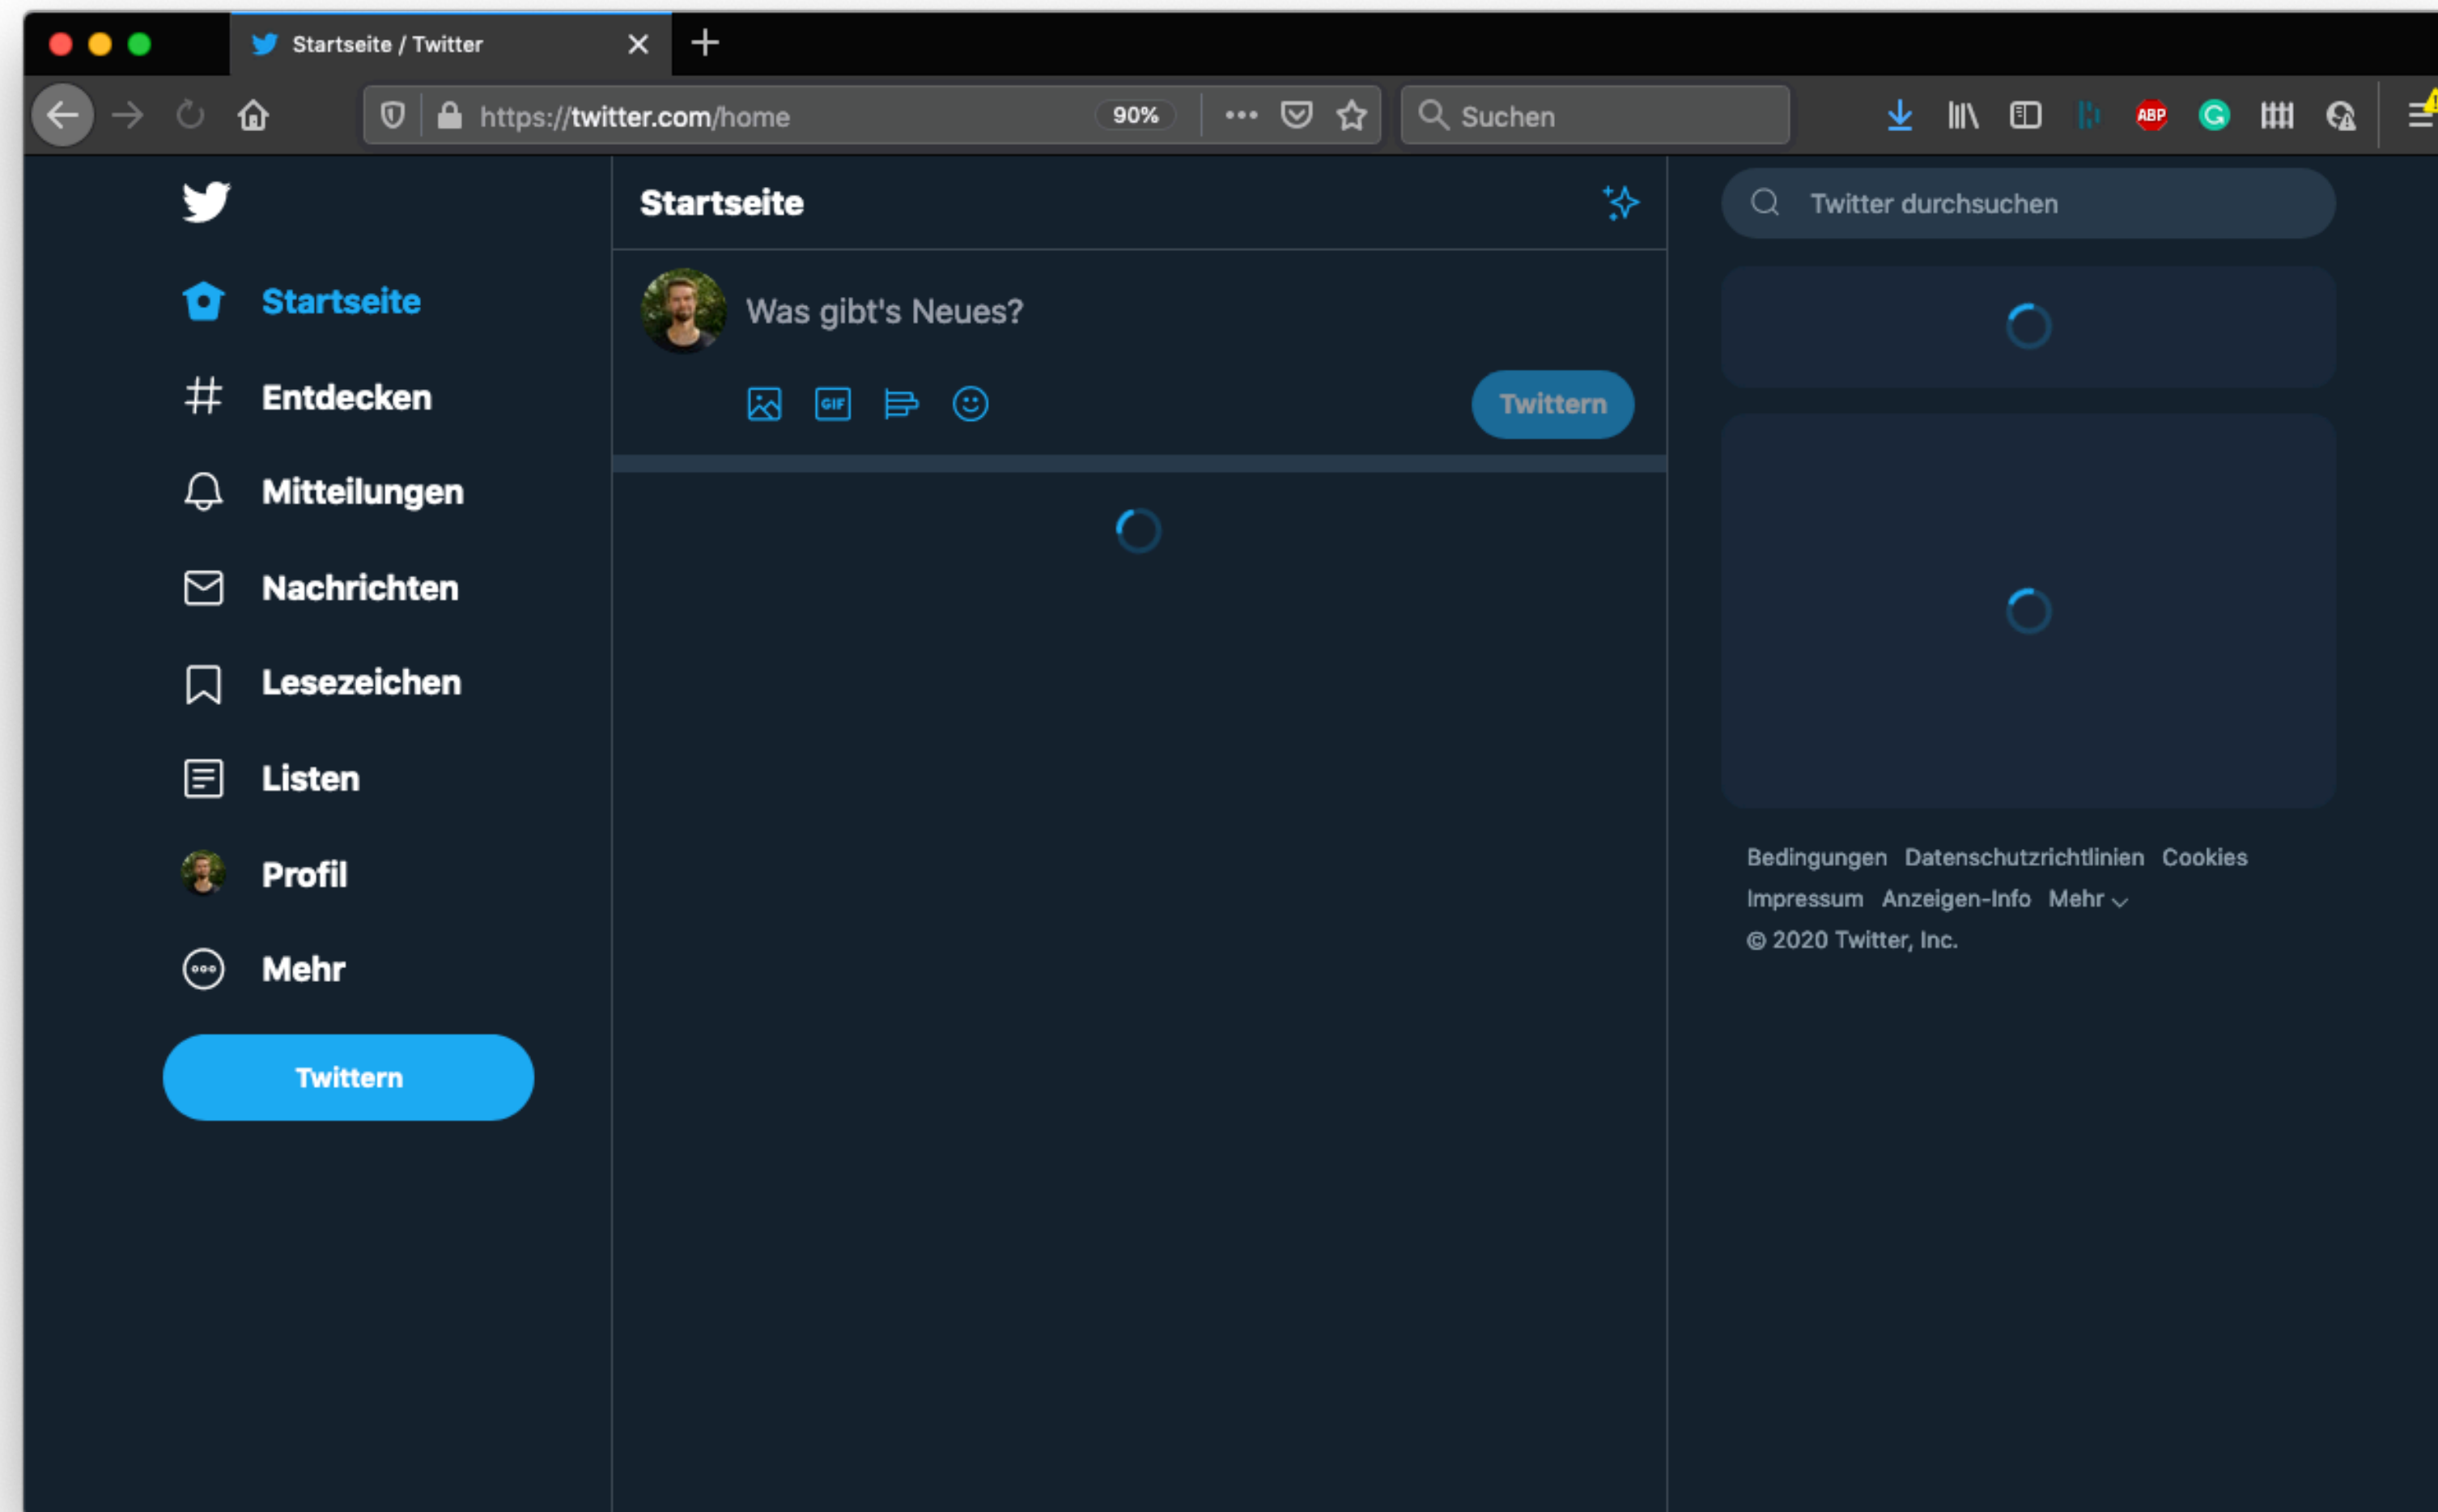 Startseite / Twitter
https://twitter.com/home 90% Suchen ABP
Startseite
Entdecken
Mitteilungen
Nachrichten
Lesezeichen
Listen
Profil
Mehr
Twittern
Startseite
Was gibt's Neues?
GIF Twittern
Twitter durchsuchen
Bedingungen Datenschutzrichtlinien Cookies
Impressum Anzeigen-Info Mehr
© 2020 Twitter, Inc.